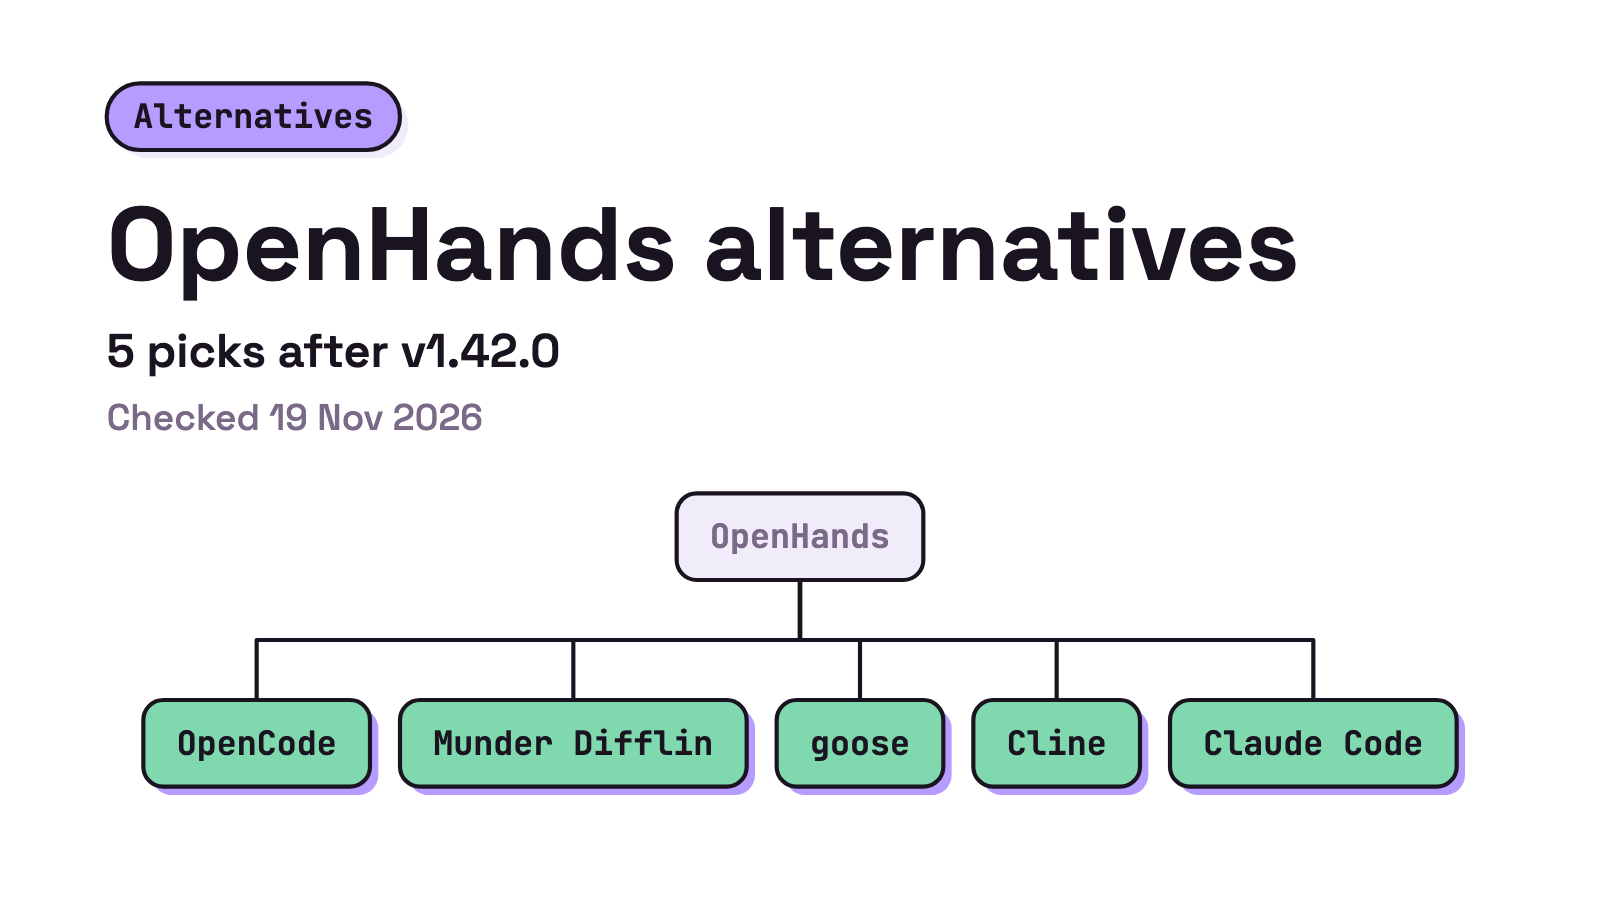 Alternatives
OpenHands alternatives
5 picks after v1.42.0
Checked 19 Nov 2026
OpenHands
OpenCode
Munder Difflin
goose
Cline
Claude Code